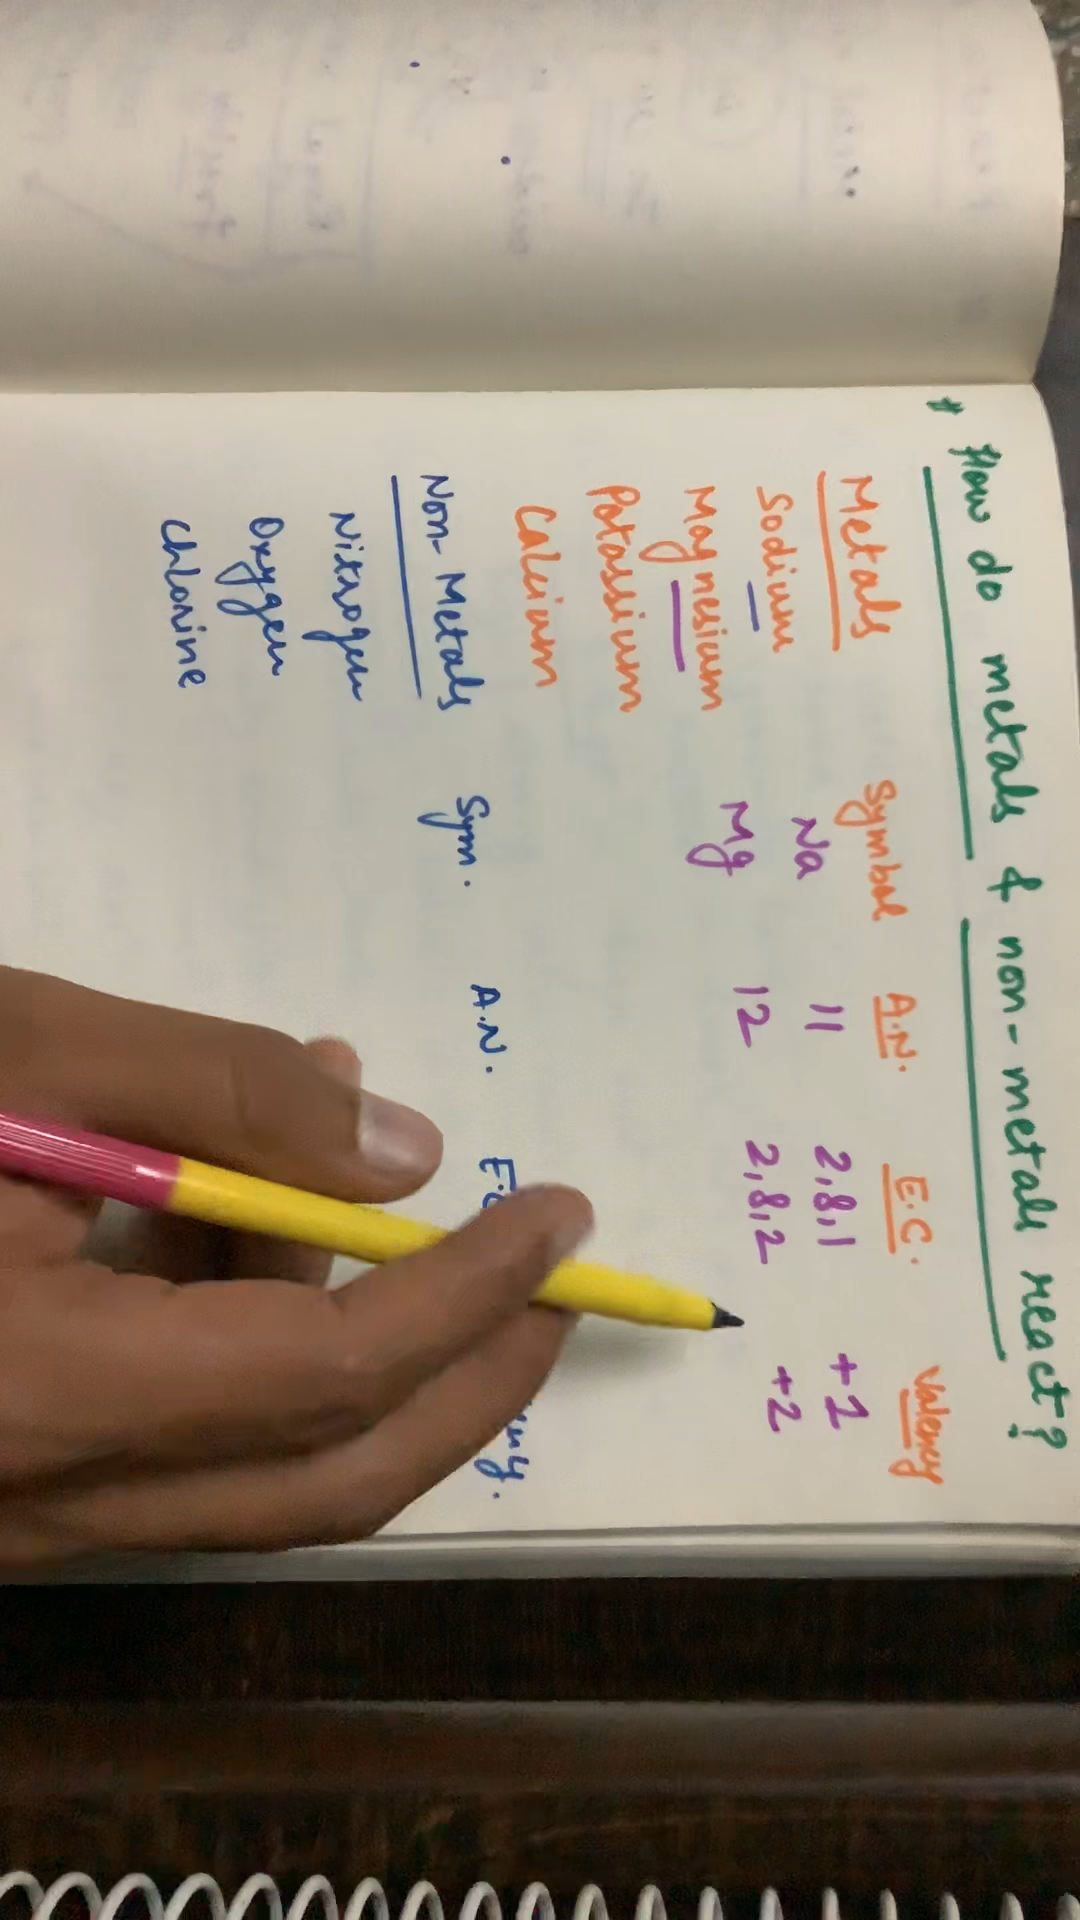 # How do metals & non-metals react?
Metals Symbol A.N. E.C. Valency
Sodium Na 11 2,8,1 +1
Magnesium Mg 12 2,8,2 +2
Potassium
Calcium
Non-Metals Sym. A.N.
Nitrogen
Oxygen
Chlorine